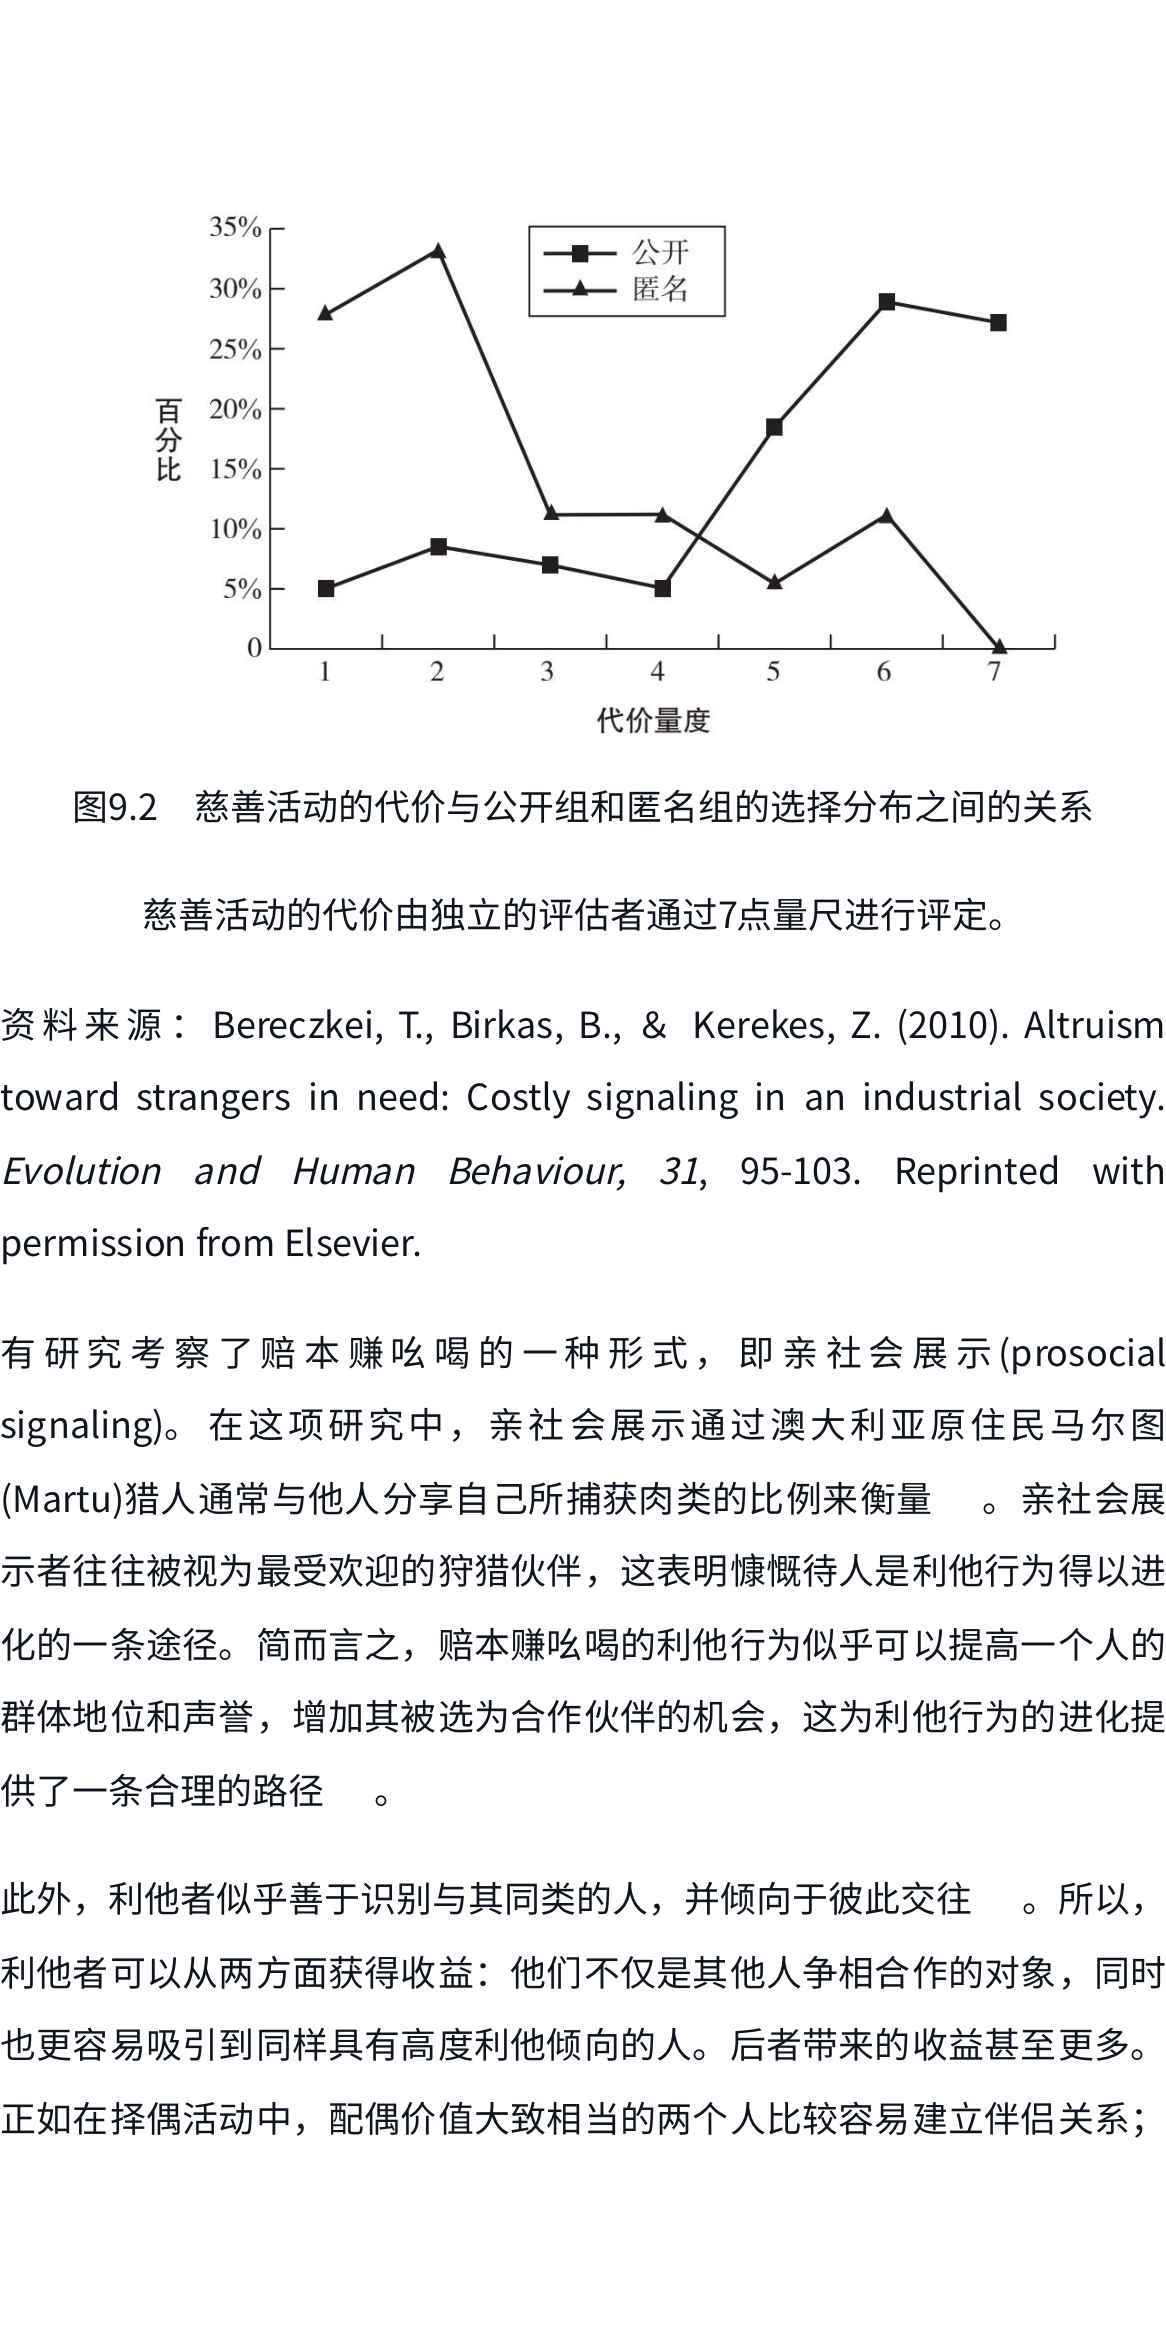 35%
30%
25%
20%
15%
10%
5%
0
百分比
公开
匿名
1 2 3 4 5 6 7
代价量度
图9.2 慈善活动的代价与公开组和匿名组的选择分布之间的关系
慈善活动的代价由独立的评估者通过7点量尺进行评定。
资料来源：Bereczkei, T., Birkas, B., & Kerekes, Z. (2010). Altruism
toward strangers in need: Costly signaling in an industrial society.
Evolution and Human Behaviour, 31, 95-103. Reprinted with
permission from Elsevier.
有研究考察了赔本赚吆喝的一种形式，即亲社会展示(prosocial
signaling)。在这项研究中，亲社会展示通过澳大利亚原住民马尔图
(Martu)猎人通常与他人分享自己所捕获肉类的比例来衡量 。亲社会展
示者往往被视为最受欢迎的狩猎伙伴，这表明慷慨待人是利他行为得以进
化的一条途径。简而言之，赔本赚吆喝的利他行为似乎可以提高一个人的
群体地位和声誉，增加其被选为合作伙伴的机会，这为利他行为的进化提
供了一条合理的路径 。
此外，利他者似乎善于识别与其同类的人，并倾向于彼此交往 。所以，
利他者可以从两方面获得收益：他们不仅是其他人争相合作的对象，同时
也更容易吸引到同样具有高度利他倾向的人。后者带来的收益甚至更多。
正如在择偶活动中，配偶价值大致相当的两个人比较容易建立伴侣关系；